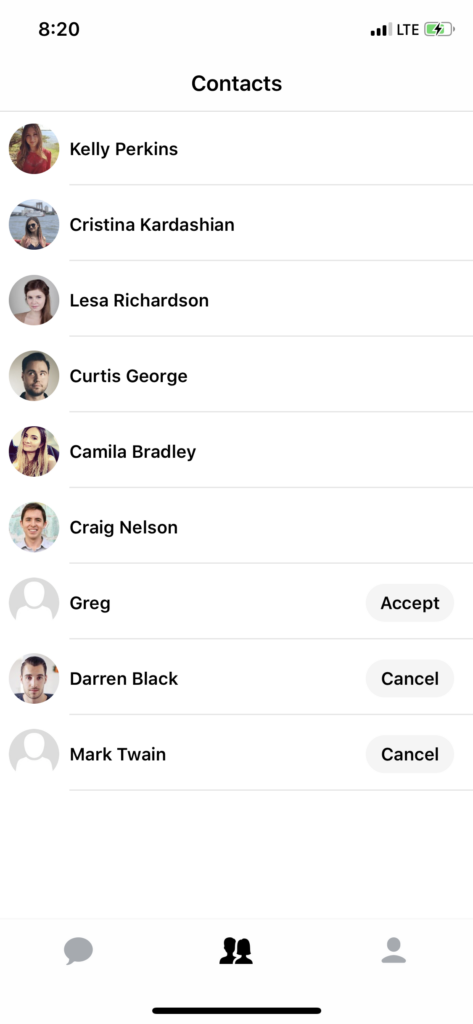 8:20 LTE
Contacts
Kelly Perkins
Cristina Kardashian
Lesa Richardson
Curtis George
Camila Bradley
Craig Nelson
Greg Accept
Darren Black Cancel
Mark Twain Cancel